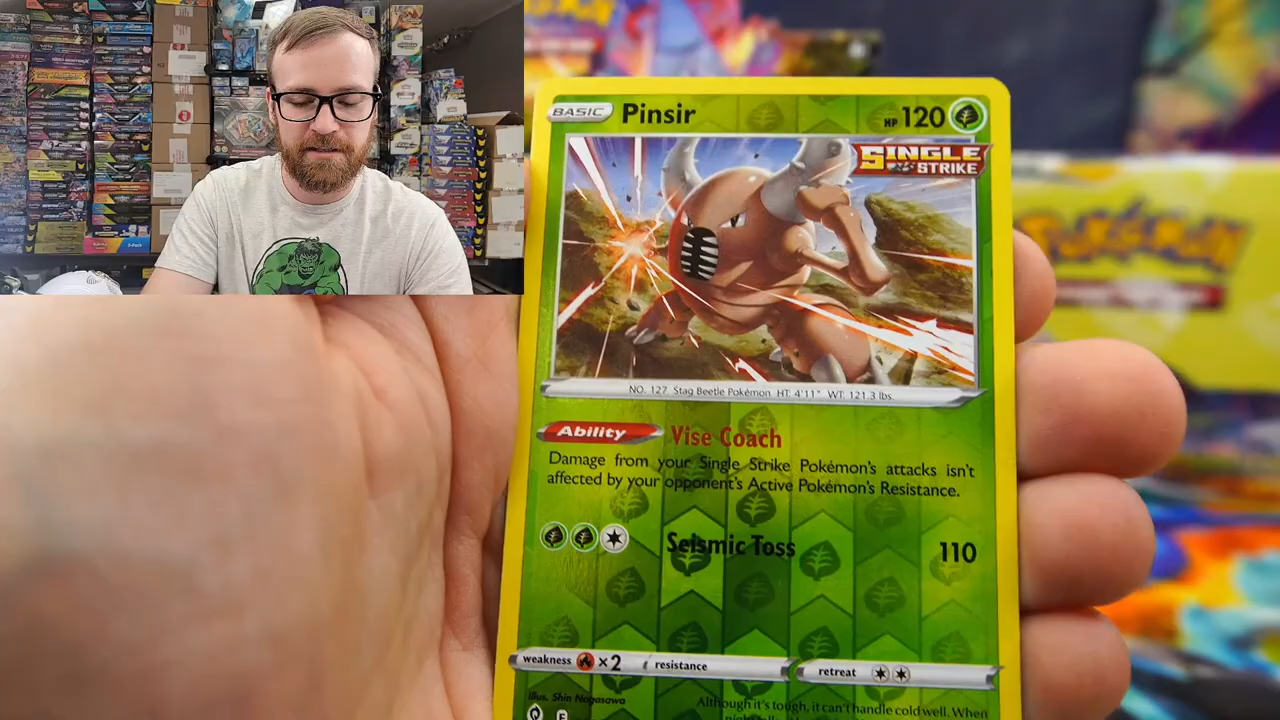 BASIC Pinsir HP 120
SINGLE
STRIKE
NO. 127 Stag Beetle Pokémon HT: 4'11" WT: 121.3 lbs.
Ability Vise Coach
Damage from your Single Strike Pokémon's attacks isn't
affected by your opponent's Active Pokémon's Resistance.
Seismic Toss 110
weakness ×2 resistance retreat
Illus. Shin Nagasawa
Although it's tough, it can't handle cold well. When
E
Pokémon